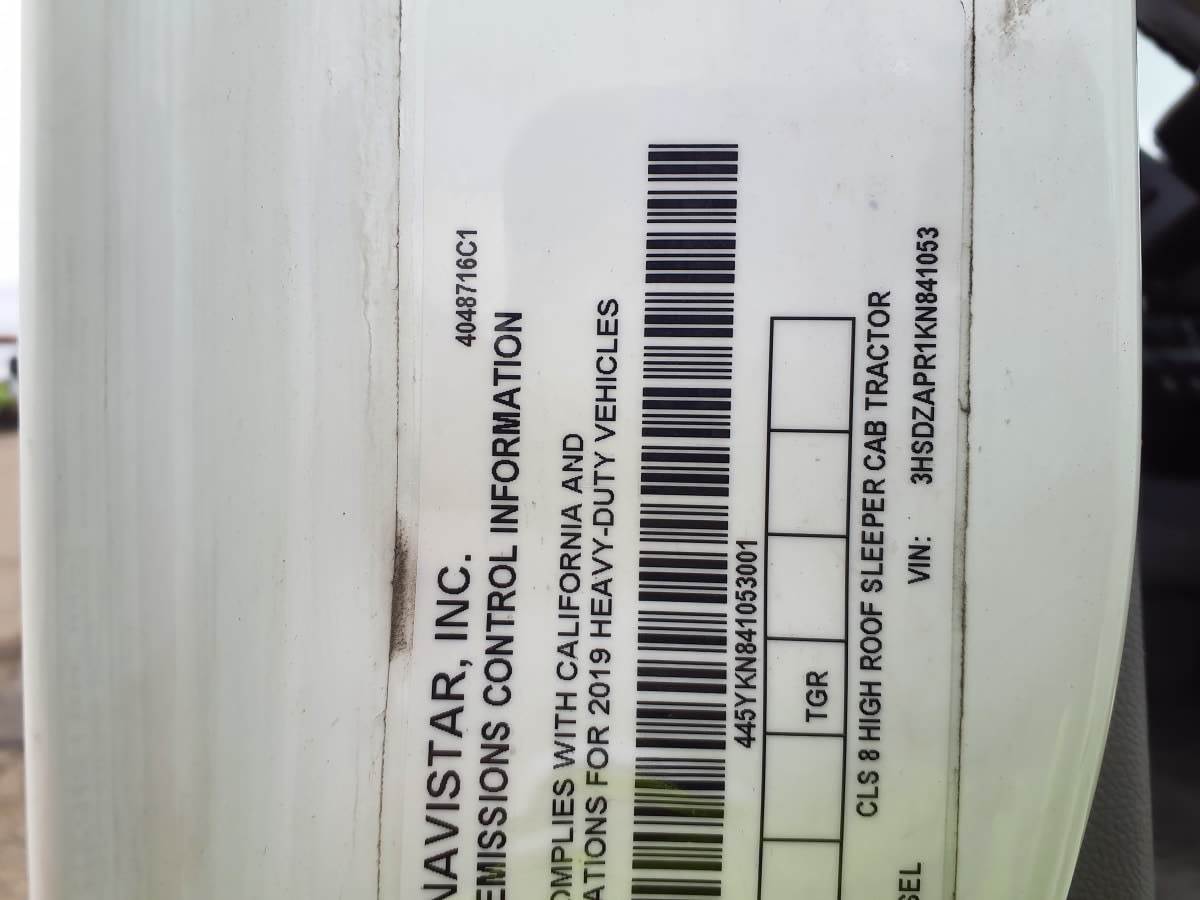 4048716C1
NAVISTAR, INC.
EMISSIONS CONTROL INFORMATION
OMPLIES WITH CALIFORNIA AND
ATIONS FOR 2019 HEAVY-DUTY VEHICLES
445YKN841053001
TGR
CLS 8 HIGH ROOF SLEEPER CAB TRACTOR
SEL VIN: 3HSDZAPR1KN841053